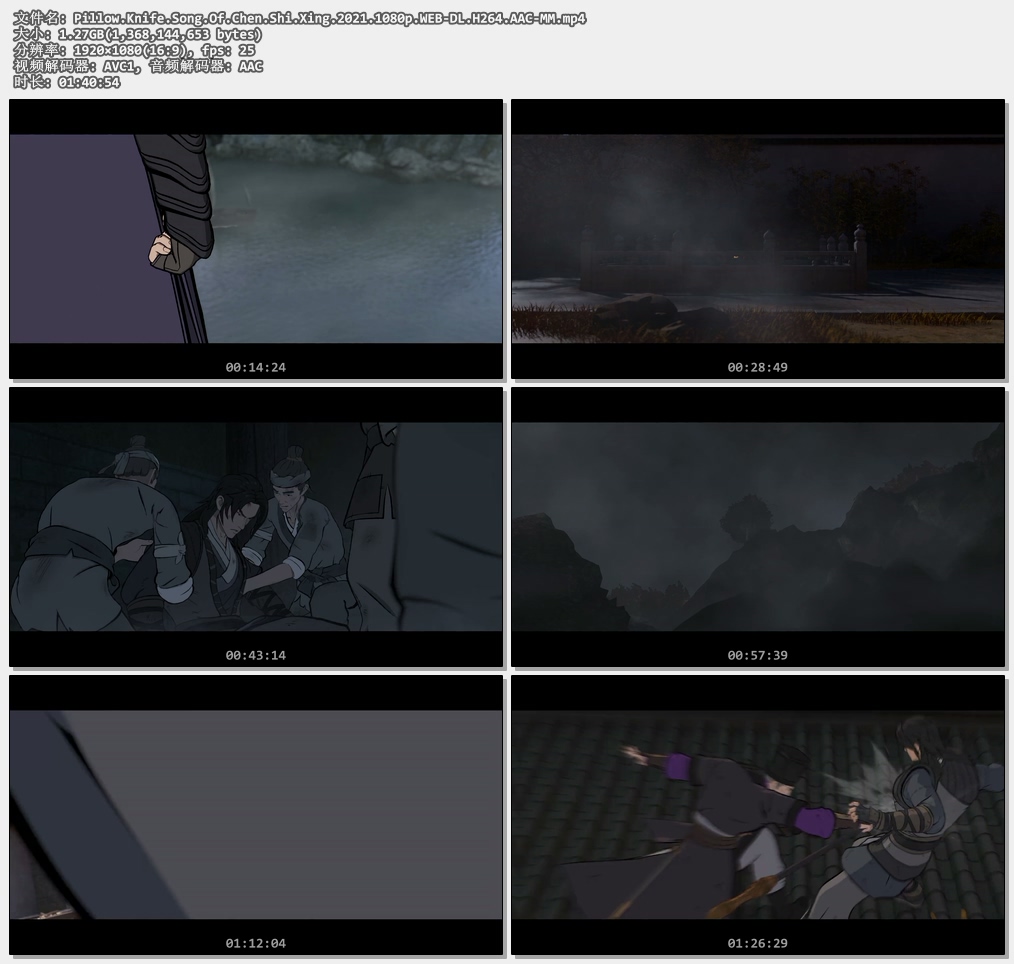 文件名: Pillow.Knife.Song.Of.Chen.Shi.Xing.2021.1080p.WEB-DL.H264.AAC-MM.mp4
大小: 1.27GB(1,368,144,653 bytes)
分辨率: 1920×1080(16:9), fps: 25
视频解码器: AVC1, 音频解码器: AAC
时长: 01:40:54
00:14:24
00:28:49
00:43:14
00:57:39
01:12:04
01:26:29